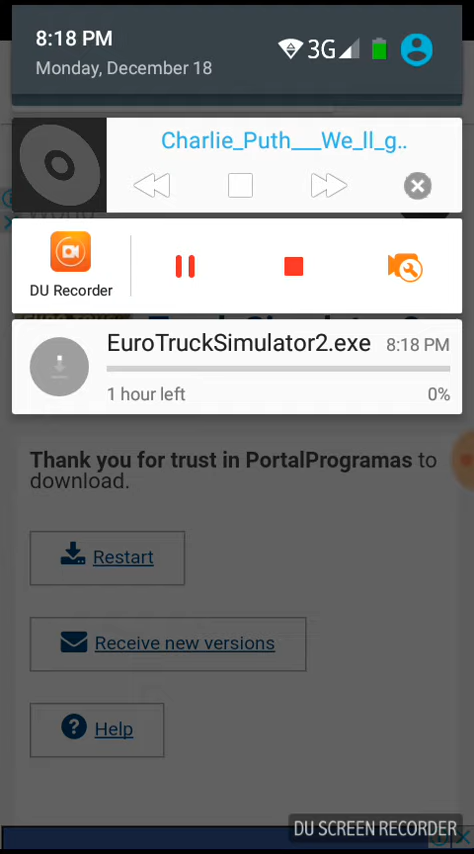 8:18 PM
3G
Monday, December 18
Charlie_Puth___We_ll_g..
DU Recorder
EuroTruckSimulator2.exe 8:18 PM
1 hour left 0%
Thank you for trust in PortalProgramas to
download.
Restart
Receive new versions
Help
DU SCREEN RECORDER